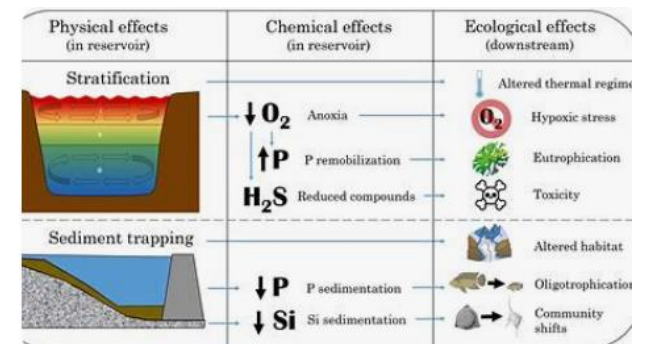 Physical effects
(in reservoir)
Chemical effects
(in reservoir)
Ecological effects
(downstream)
Stratification
Altered thermal regime
↓ O₂ Anoxia
O₂ Hypoxic stress
↑ P P remobilization
Eutrophication
H₂S Reduced compounds
Toxicity
Sediment trapping
Altered habitat
↓ P P sedimentation
Oligotrophication
↓ Si Si sedimentation
Community
shifts